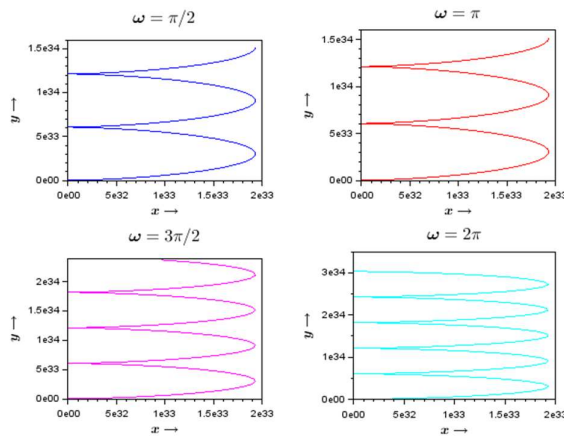 ω = π/2
1.5e34
1e34
5e33
0e00
y →
0e00 5e32 1e33 1.5e33 2e33
x →
ω = π
1.5e34
1e34
5e33
0e00
y →
0e00 5e32 1e33 1.5e33 2e33
x →
ω = 3π/2
2e34
1.5e34
1e34
5e33
0e00
y →
0e00 5e32 1e33 1.5e33 2e33
x →
ω = 2π
3e34
2e34
1e34
0e00
y →
0e00 5e32 1e33 1.5e33 2e33
x →